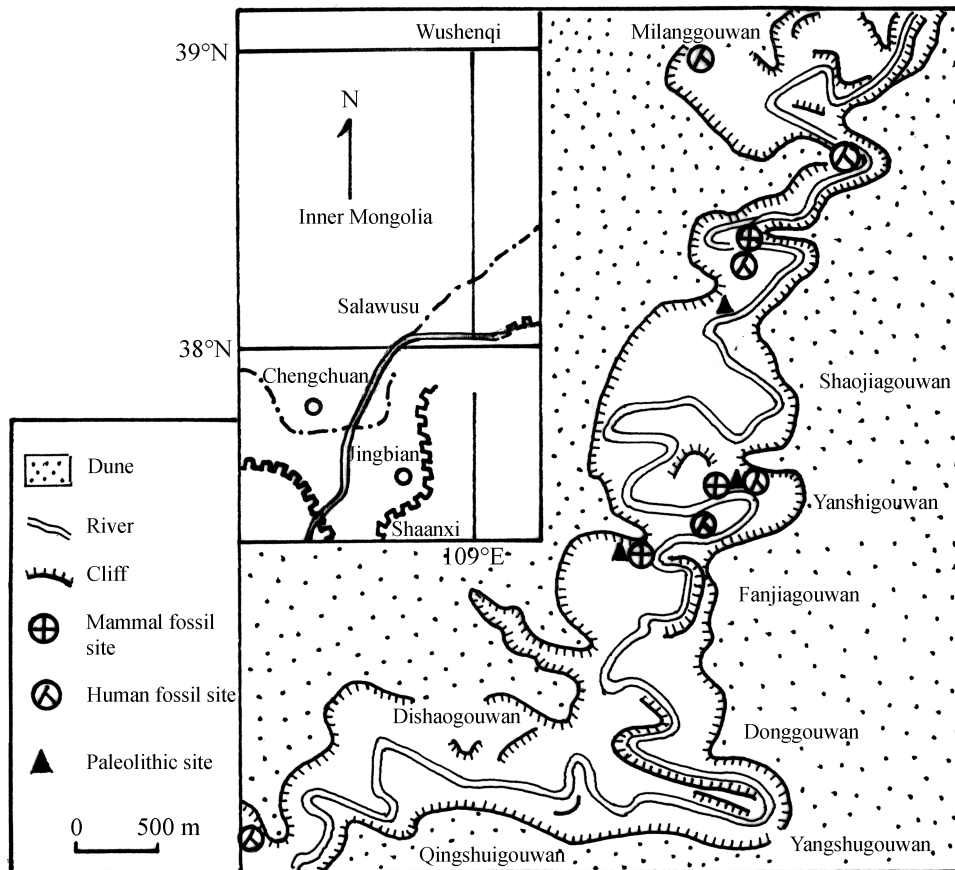 Wushenqi
Milanggouwan
39°N
N
Inner Mongolia
Salawusu
38°N
Chengchuan
Shaojiagouwan
Jingbian
Dune
Yanshigouwan
River
Shaanxi
109°E
Cliff
Fanjiagouwan
Mammal fossil
site
Human fossil site
Dishaogouwan
Donggouwan
Paleolithic site
0 500 m
Qingshuigouwan
Yangshugouwan